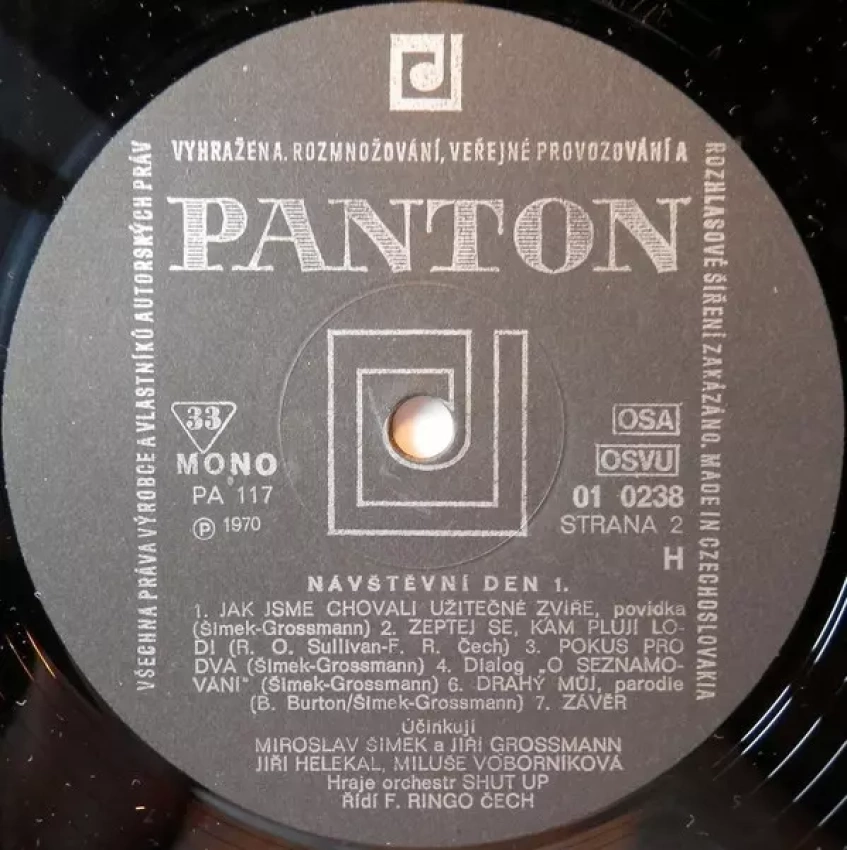 VYHRAŽENA. ROZMNOŽOVÁNÍ, VEŘEJNÉ PROVOZOVÁNÍ A
ROZHLASOVÉ ŠÍŘENÍ ZAKÁZÁNO. MADE IN CZECHOSLOVAKIA
VŠECHNA PRÁVA VÝROBCE A VLASTNÍKŮ AUTORSKÝCH PRÁV
PANTON
33
MONO
PA 117
Ⓟ 1970
OSA
OSVU
01 0238
STRANA 2
H
NÁVŠTĚVNÍ DEN 1.
1. JAK JSME CHOVALI UŽITEČNÉ ZVÍŘE, povídka
(Šimek-Grossmann) 2. ZEPTEJ SE, KAM PLUJÍ LO-
DÍ (R. O. Sullivan-F. R. Čech) 3. POKUS PRO
DVA (Šimek-Grossmann) 4. Dialog „O SEZNAMO-
VÁNÍ" (Šimek-Grossmann) 6. DRAHÝ MŮJ, parodie
(B. Burton/Šimek-Grossmann) 7. ZÁVĚR
Účinkují
MIROSLAV ŠIMEK a JIŘÍ GROSSMANN
JIŘÍ HELEKAL, MILUŠE VOBORNÍKOVÁ
Hraje orchestr SHUT UP
Řídí F. RINGO ČECH